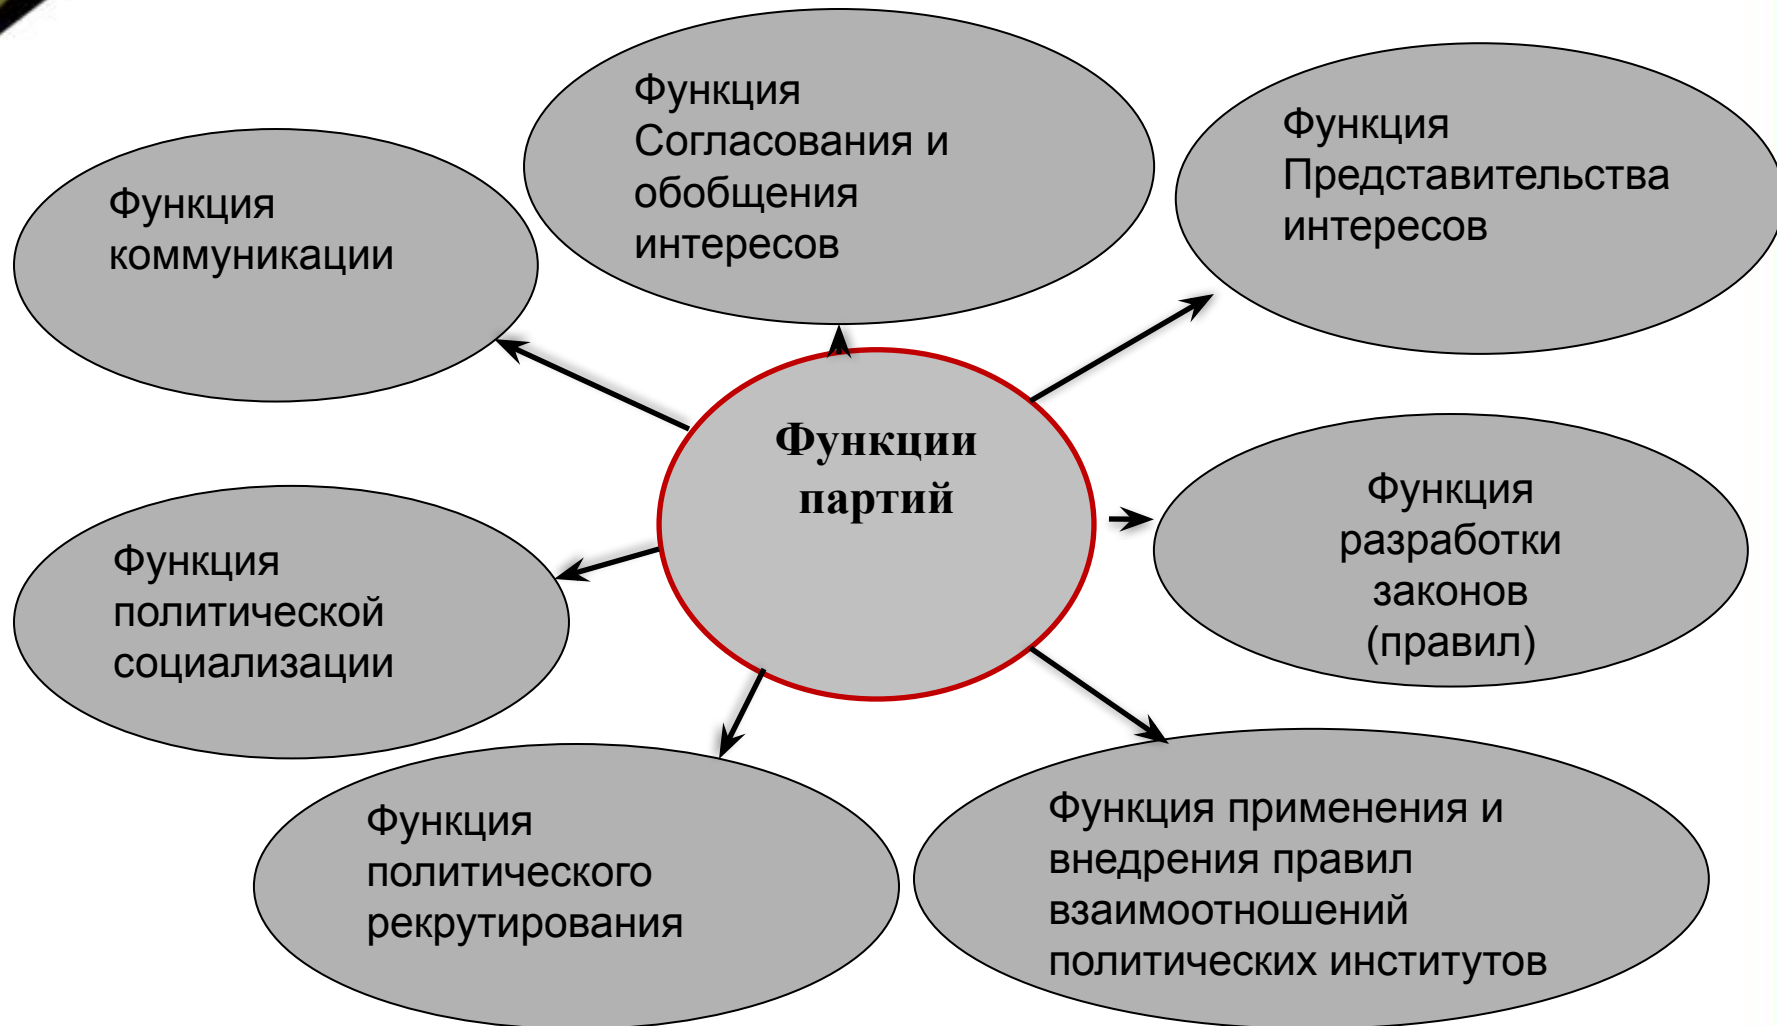 Функция
Согласования и
обобщения
интересов
Функция
Представительства
интересов
Функция
коммуникации
Функции
партий
Функция
разработки
законов
(правил)
Функция
политической
социализации
Функция
политического
рекрутирования
Функция применения и
внедрения правил
взаимоотношений
политических институтов